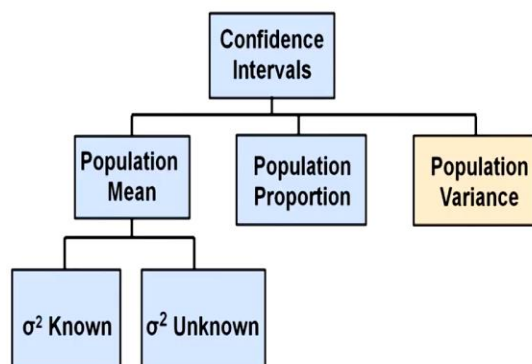 Confidence
Intervals
Population
Mean
Population
Proportion
Population
Variance
σ² Known
σ² Unknown